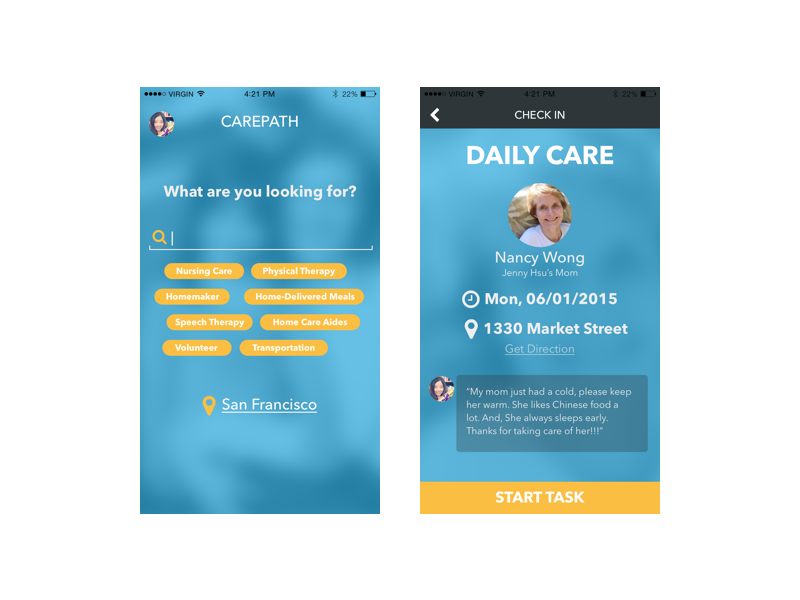 VIRGIN
4:21 PM
22%
CAREPATH
What are you looking for?
Nursing Care
Physical Therapy
Homemaker
Home-Delivered Meals
Speech Therapy
Home Care Aides
Volunteer
Transportation
San Francisco
VIRGIN
4:21 PM
22%
CHECK IN
DAILY CARE
Nancy Wong
Jenny Hsu's Mom
Mon, 06/01/2015
1330 Market Street
Get Direction
“My mom just had a cold, please keep
her warm. She likes Chinese food a
lot. And, She always sleeps early.
Thanks for taking care of her!!!”
START TASK